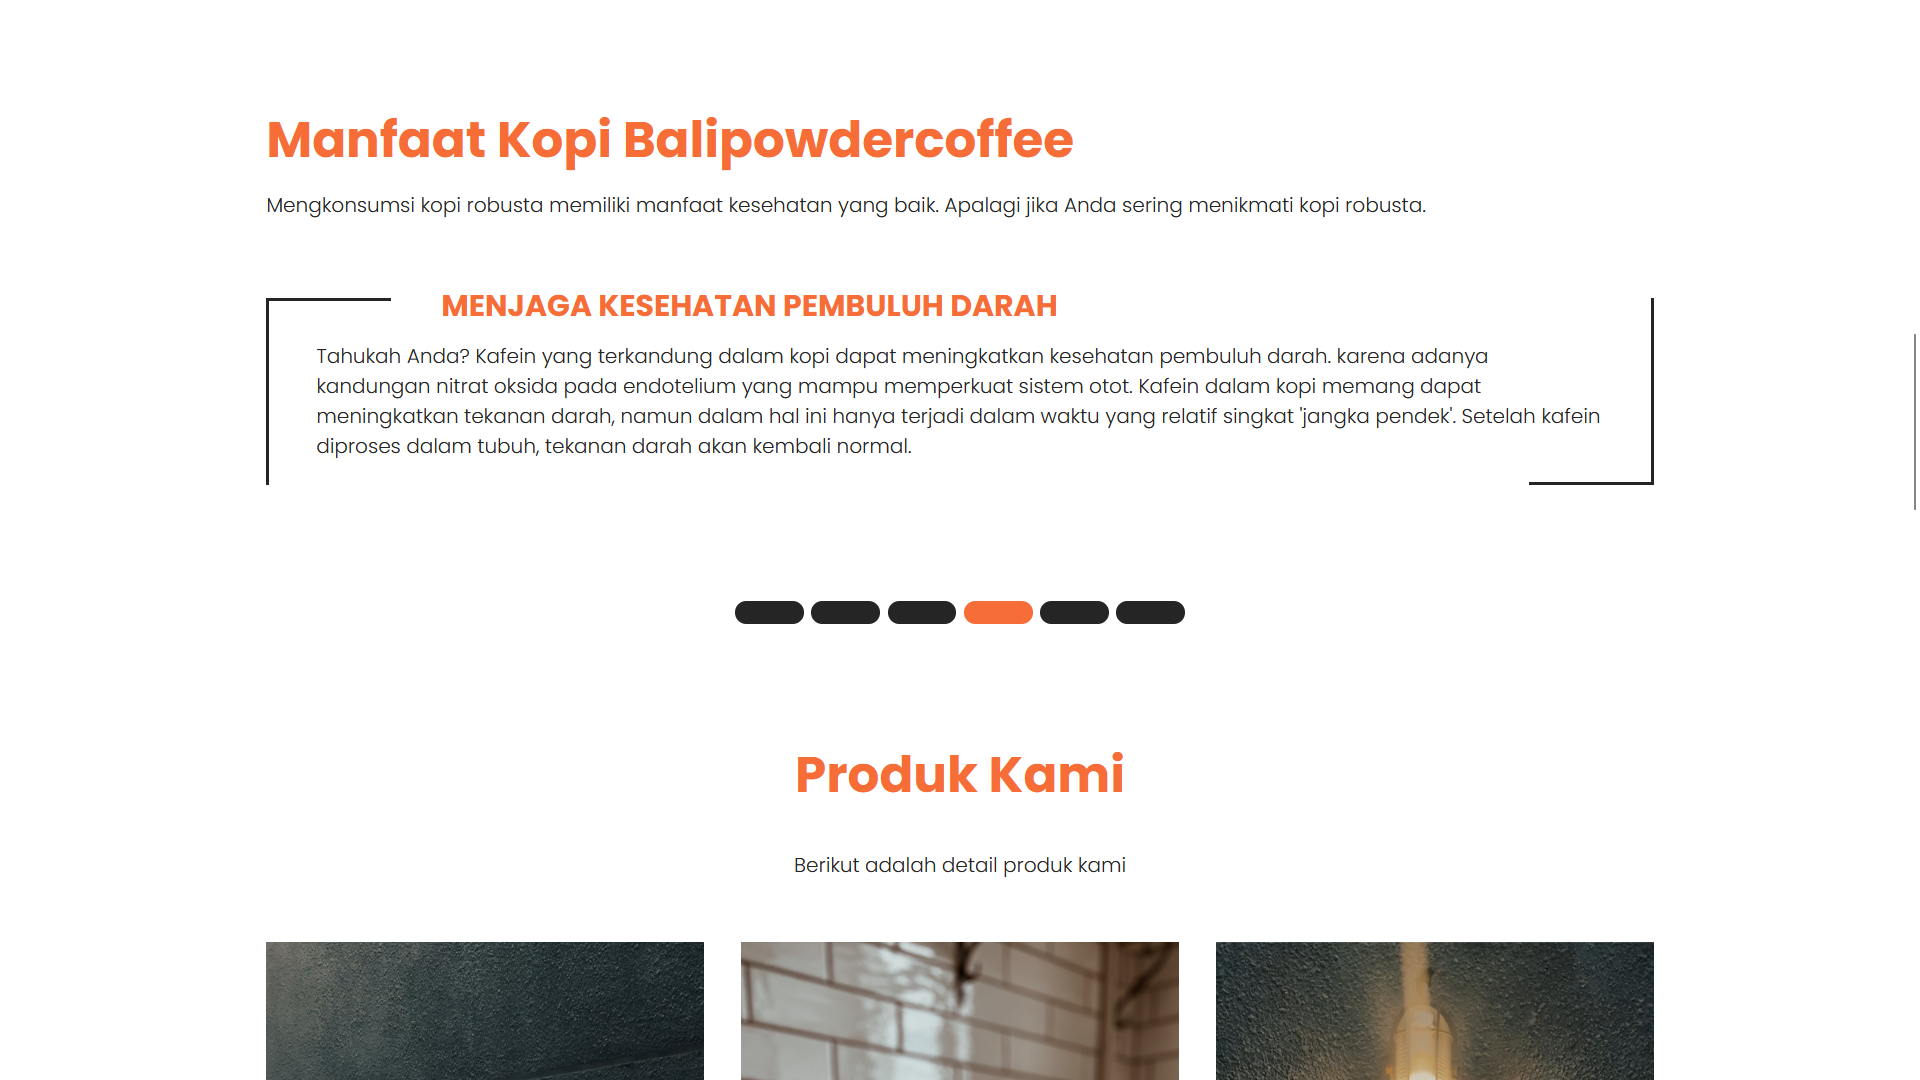 Manfaat Kopi Balipowdercoffee
Mengkonsumsi kopi robusta memiliki manfaat kesehatan yang baik. Apalagi jika Anda sering menikmati kopi robusta.
MENJAGA KESEHATAN PEMBULUH DARAH
Tahukah Anda? Kafein yang terkandung dalam kopi dapat meningkatkan kesehatan pembuluh darah. karena adanya
kandungan nitrat oksida pada endotelium yang mampu memperkuat sistem otot. Kafein dalam kopi memang dapat
meningkatkan tekanan darah, namun dalam hal ini hanya terjadi dalam waktu yang relatif singkat 'jangka pendek'. Setelah kafein
diproses dalam tubuh, tekanan darah akan kembali normal.
Produk Kami
Berikut adalah detail produk kami